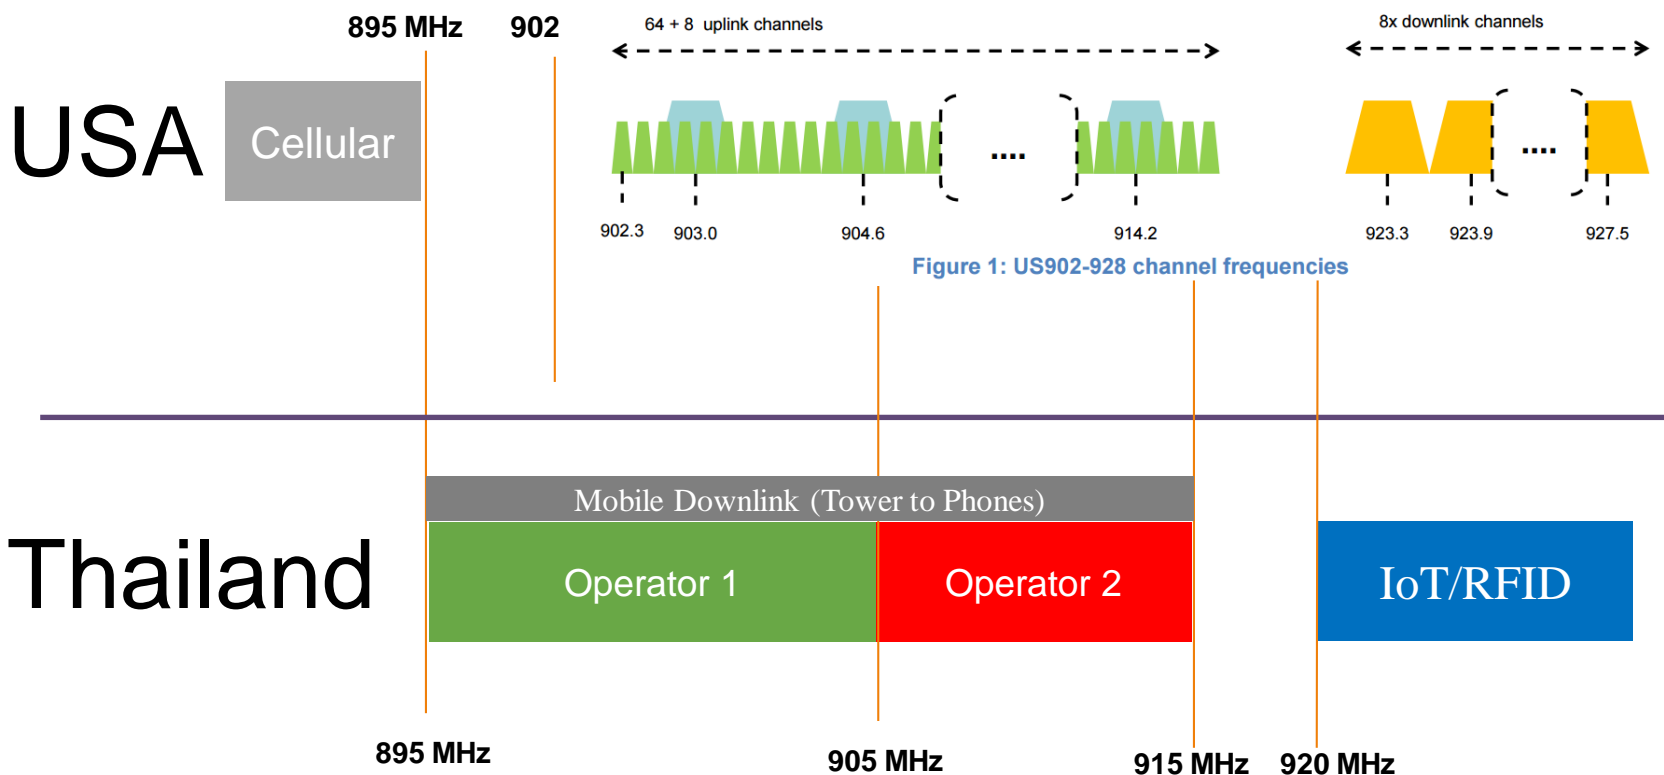 895 MHz
902
64 + 8 uplink channels
8x downlink channels
USA
Cellular
....
....
902.3
903.0
904.6
914.2
923.3
923.9
927.5
Figure 1: US902-928 channel frequencies
Mobile Downlink (Tower to Phones)
Thailand
Operator 1
Operator 2
IoT/RFID
895 MHz
905 MHz
915 MHz
920 MHz